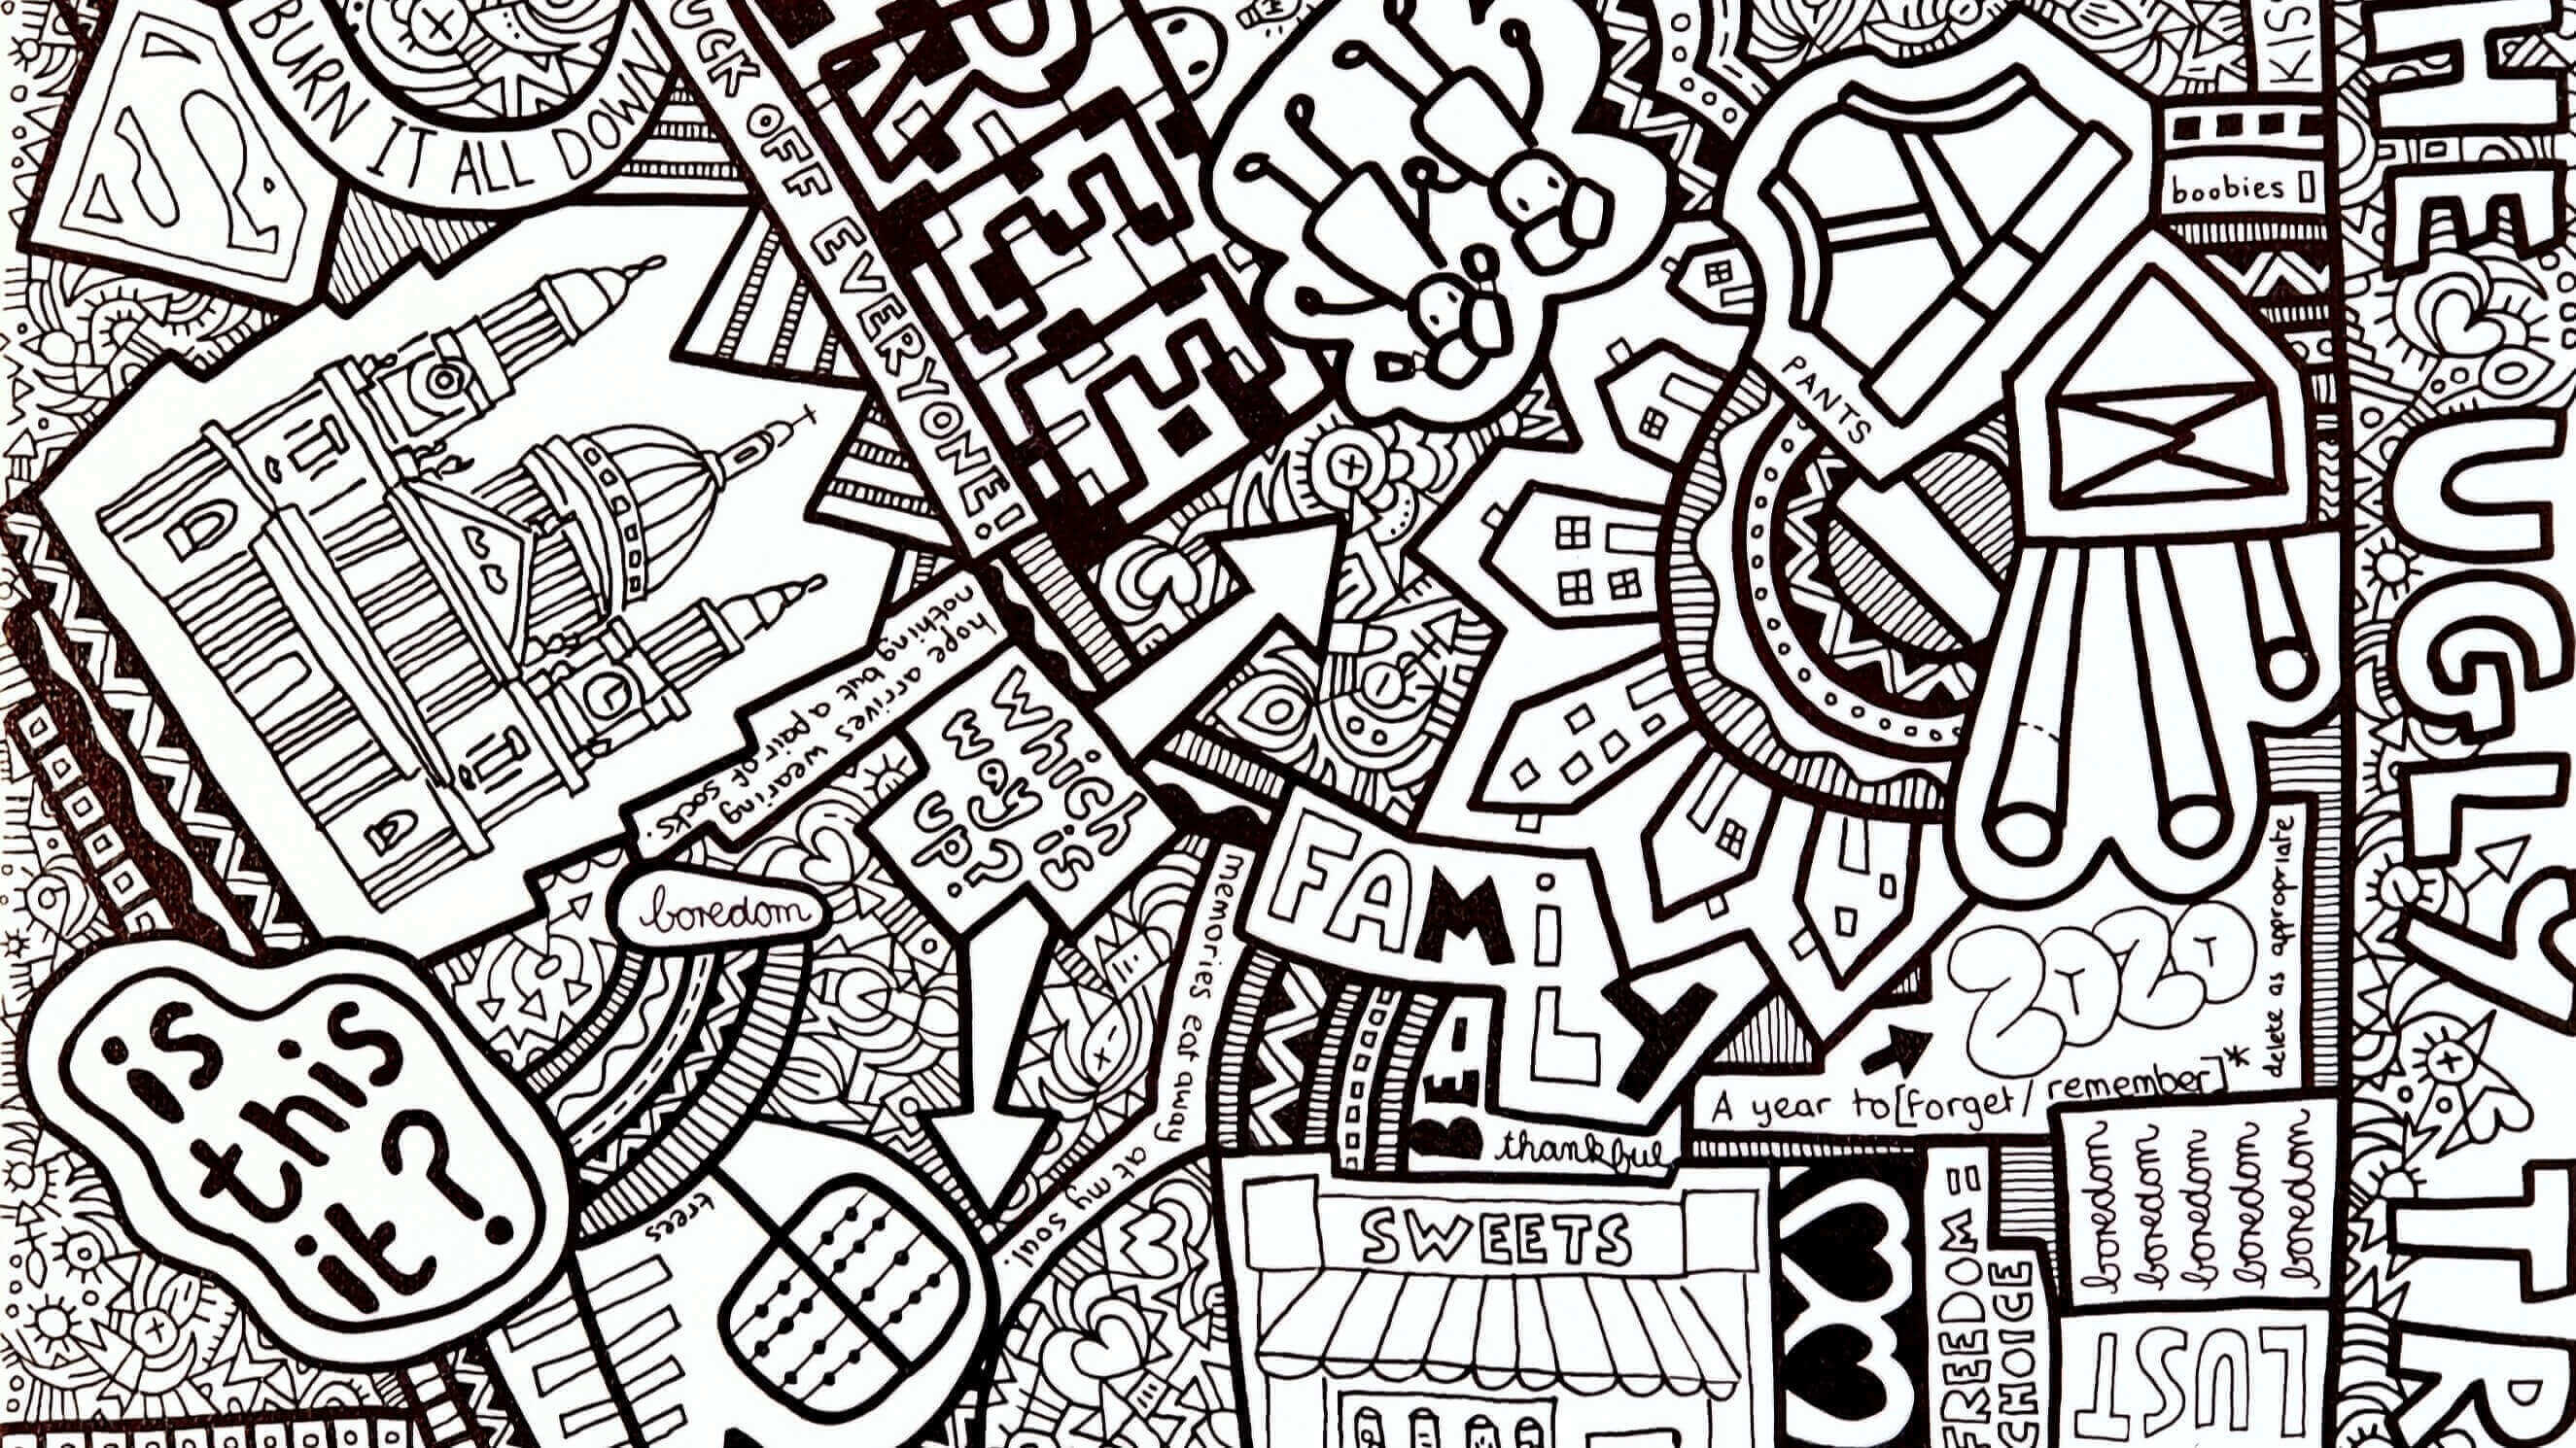 BURN IT ALL DOWN
UCK OFF EVERYONE!
KISS
boobies
PANTS
hope arrives wearing
nothing but a pair of socks.
which is
way
up?
boredom
is
this
it?
memories eat away at my soul!
FAMiLY
BE
thankful
2020
A year to [forget / remember]*
delete as appropriate
trees
SWEETS
FREEDOM =
CHOICE
boredom
boredom
boredom
boredom
boredom
LUST
HE UGLY TR